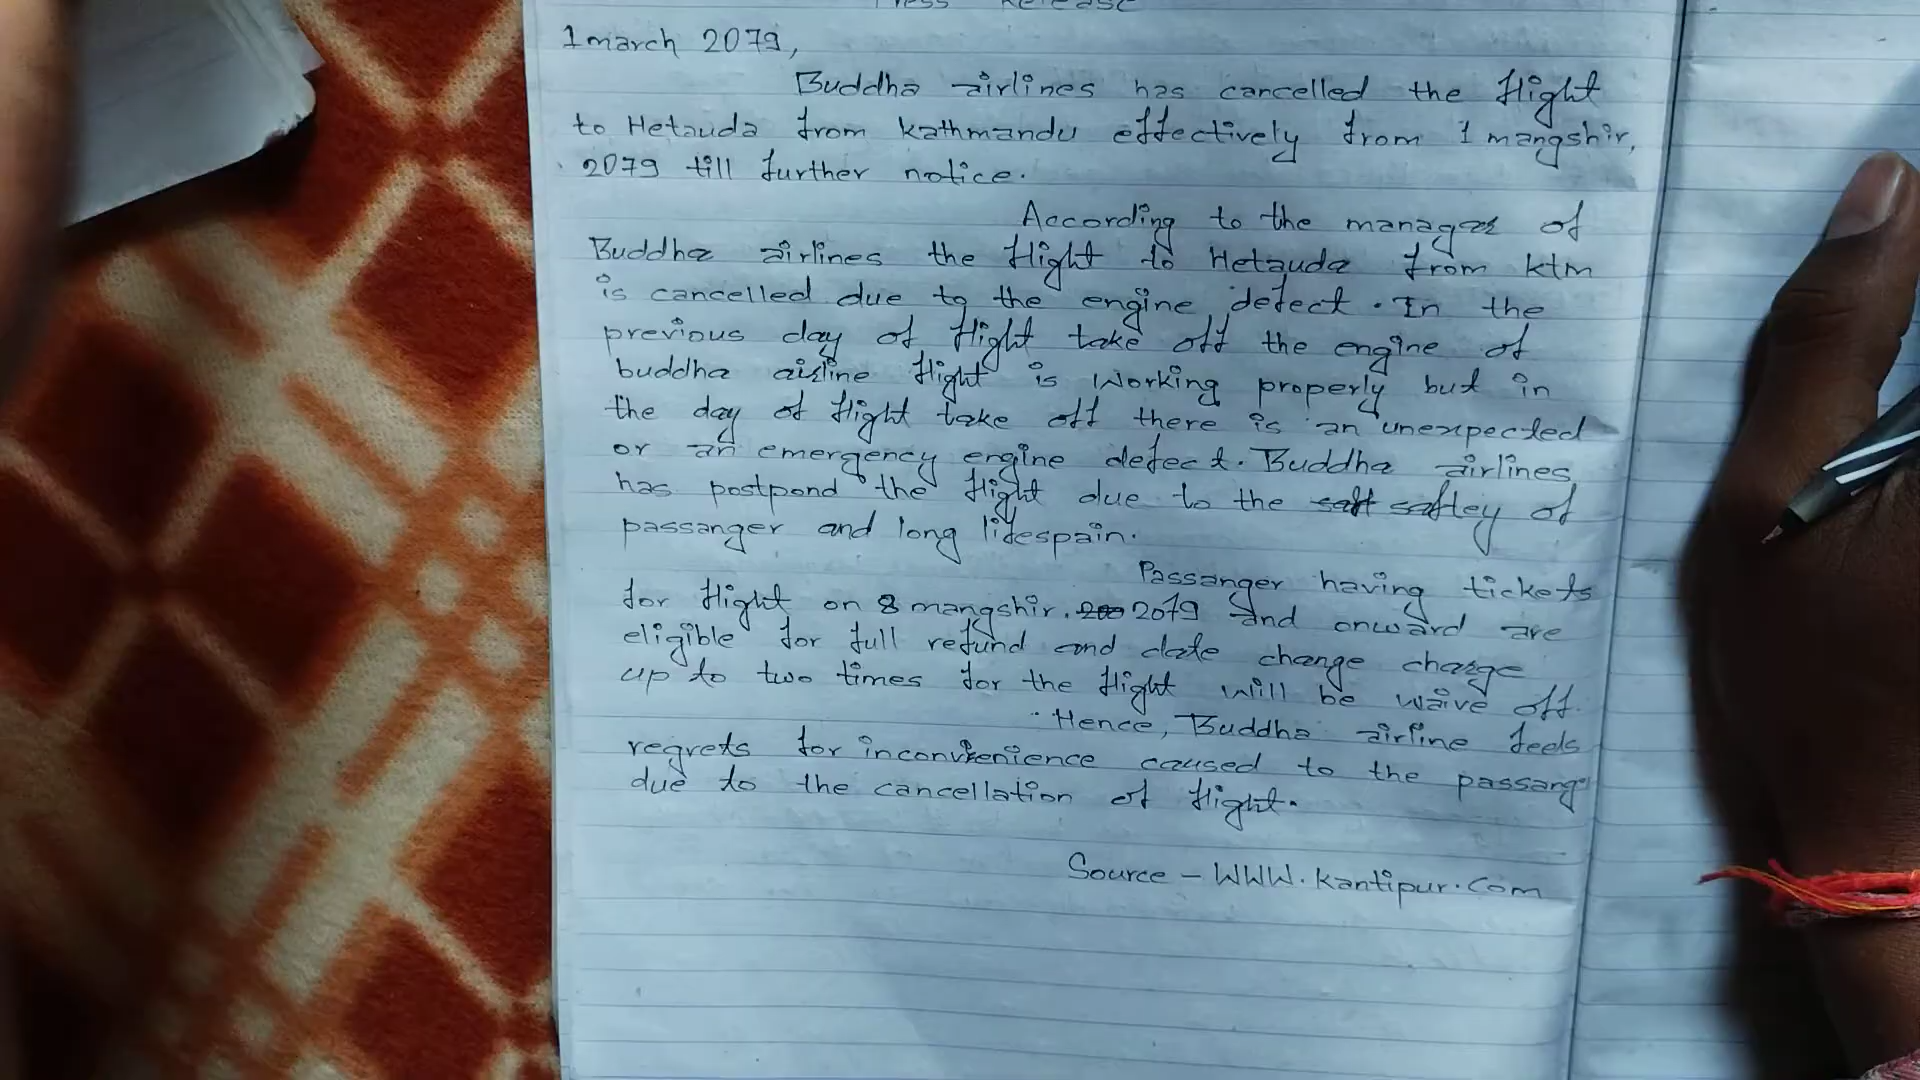 Press Release
1 march 2079,
Buddha airlines has cancelled the flight
to Hetauda from kathmandu effectively from 1 mangshir,
2079 till further notice.
According to the manager of
Buddha airlines the flight to Hetauda from ktm
is cancelled due to the engine defect. In the
previous day of flight take off the engine of
buddha airline flight is working properly but in
the day of flight take off there is an unexpected
or an emergency engine defect. Buddha airlines
has postpond the flight due to the saftey of
passanger and long lifespain.
Passanger having tickets
for flight on 8 mangshir. 2079 and onward are
eligible for full refund and date change charge
up to two times for the flight will be waive off.
Hence, Buddha airline feels
regrets for inconvienience caused to the passang
due to the cancellation of flight.
Source - WWW.kantipur.com